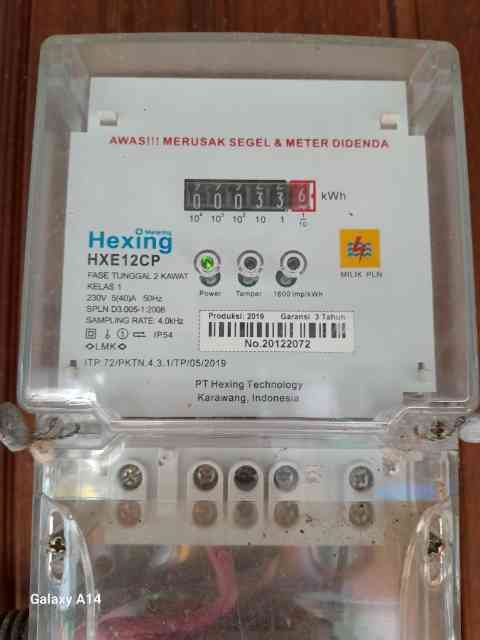 AWAS!!! MERUSAK SEGEL & METER DIDENDA
0 0 0 3 3 6 kWh
10⁴ 10³ 10² 10 1 1/10
Hexing Metering
HXE12CP
FASE TUNGGAL 2 KAWAT
KELAS 1
230V 5(40)A 50Hz
SPLN D3.005-1:2008
SAMPLING RATE: 4.0kHz
IP54
LMK
Power Tamper 1600 imp/kWh
MILIK PLN
Produksi: 2019 Garansi 3 Tahun
No.20122072
ITP:72/PKTN.4.3.1/TP/05/2019
PT Hexing Technology
Karawang, Indonesia
Galaxy A14